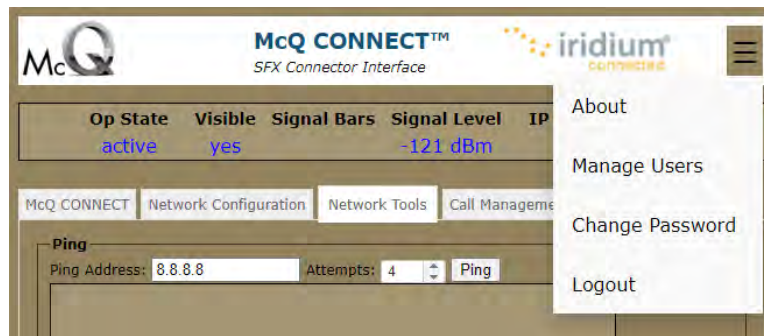 McQ
McQ CONNECT™
SFX Connector Interface
iridium
connected
Op State Visible Signal Bars Signal Level IP
active yes -121 dBm
About
Manage Users
Change Password
Logout
McQ CONNECT Network Configuration Network Tools Call Manageme
Ping
Ping Address: 8.8.8.8 Attempts: 4 Ping